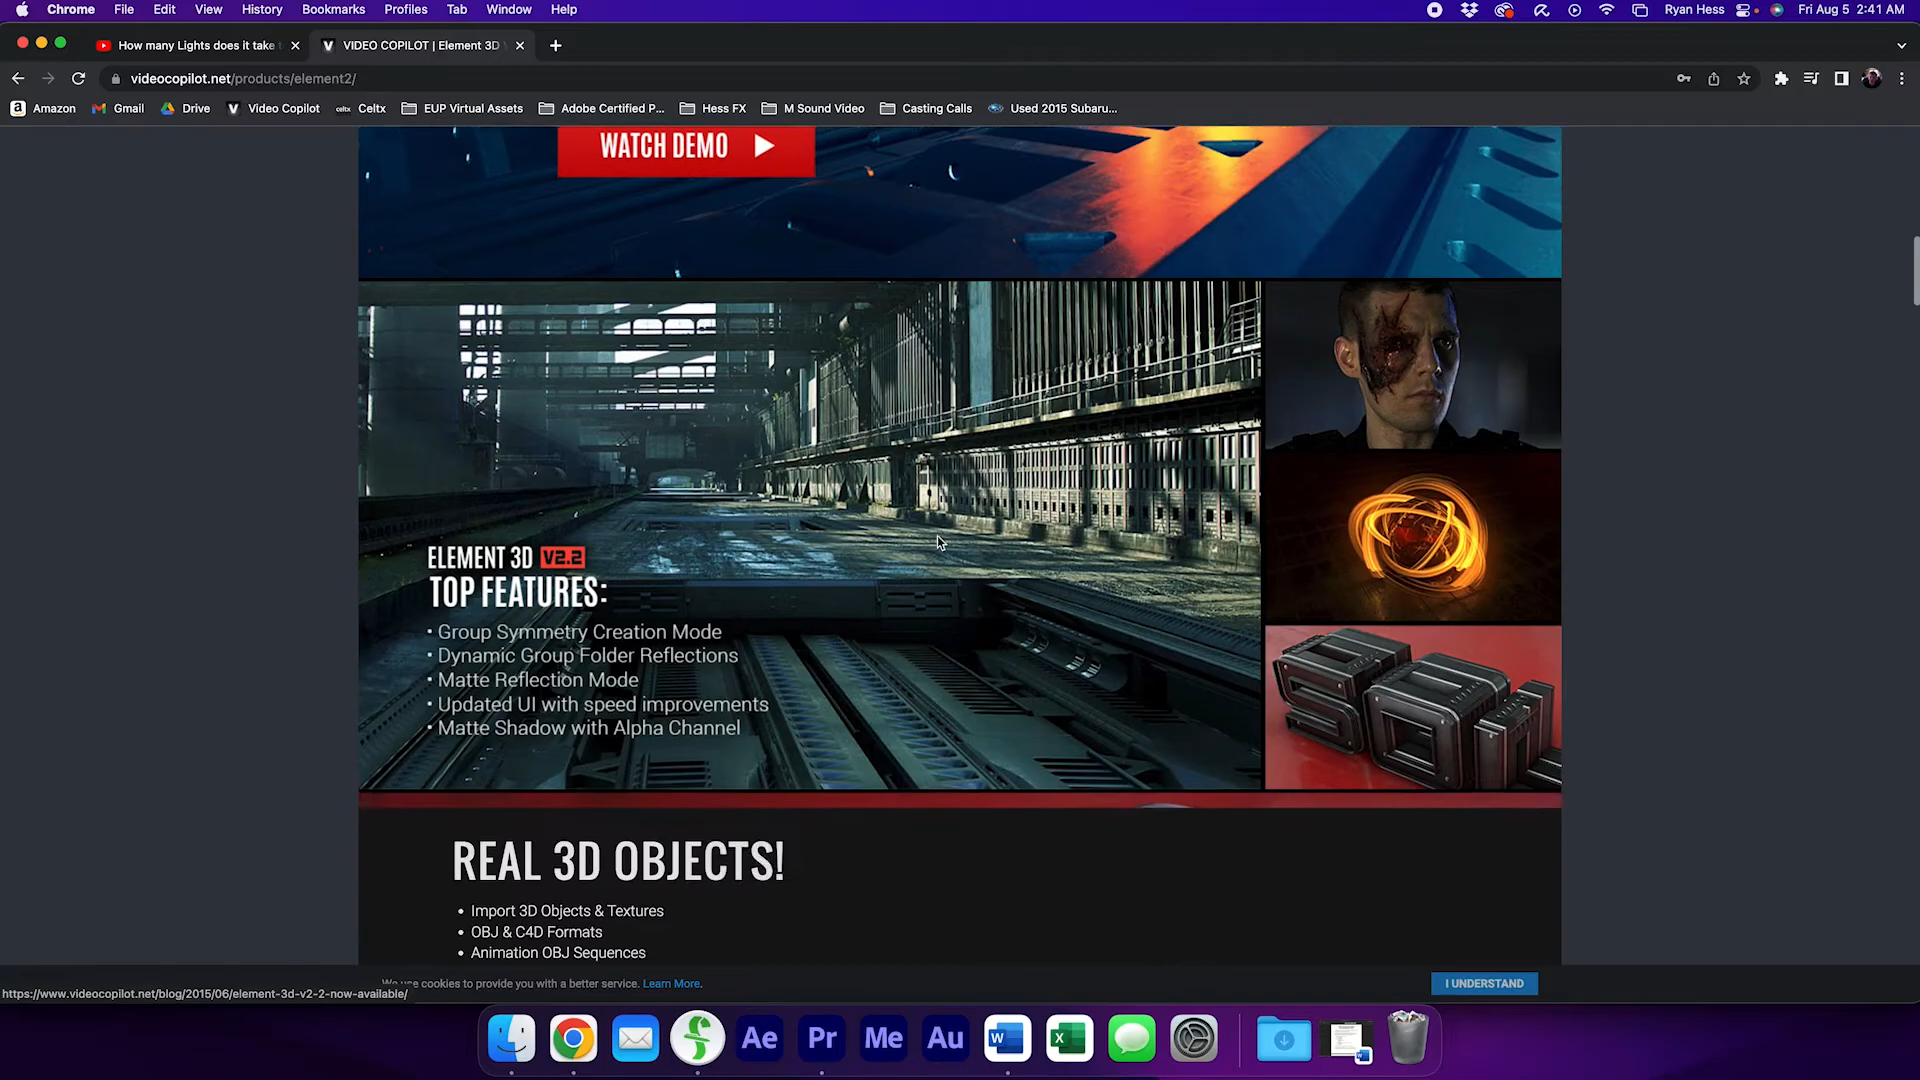 Chrome File Edit View History Bookmarks Profiles Tab Window Help Ryan Hess Fri Aug 5 2:41 AM
How many Lights does it take VIDEO COPILOT | Element 3D
videocopilot.net/products/element2/
Amazon Gmail Drive Video Copilot Celtx EUP Virtual Assets Adobe Certified P... Hess FX M Sound Video Casting Calls Used 2015 Subaru...
WATCH DEMO
ELEMENT 3D V2.2
TOP FEATURES:
• Group Symmetry Creation Mode
• Dynamic Group Folder Reflections
• Matte Reflection Mode
• Updated UI with speed improvements
• Matte Shadow with Alpha Channel
REAL 3D OBJECTS!
• Import 3D Objects & Textures
• OBJ & C4D Formats
• Animation OBJ Sequences
We use cookies to provide you with a better service. Learn More.
I UNDERSTAND
https://www.videocopilot.net/blog/2015/06/element-3d-v2-2-now-available/
Ae Pr Me Au W X